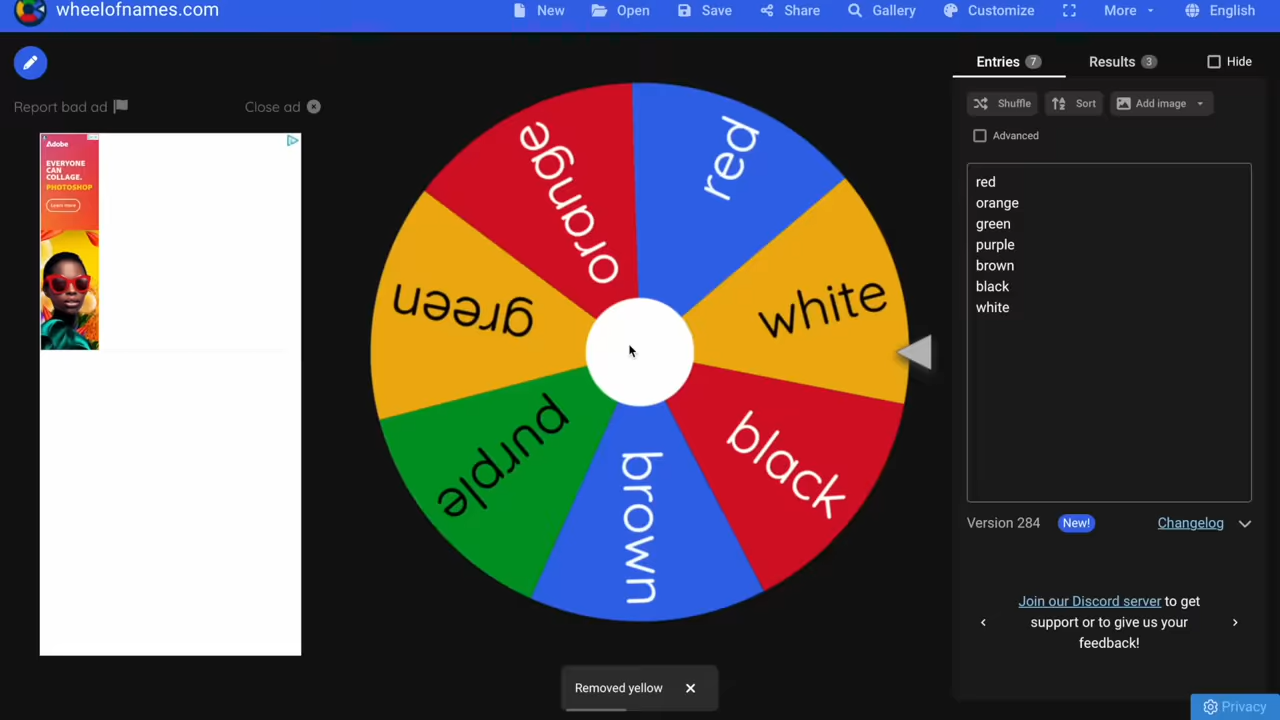 wheelofnames.com
New
Open
Save
Share
Gallery
Customize
More
English
Report bad ad
Close ad
Adobe
EVERYONE
CAN
COLLAGE.
PHOTOSHOP
Learn more
orange
red
green
white
purple
black
brown
Removed yellow
Entries 7
Results 3
Hide
Shuffle
Sort
Add image
Advanced
red
orange
green
purple
brown
black
white
Version 284
New!
Changelog
Join our Discord server to get
support or to give us your
feedback!
Privacy